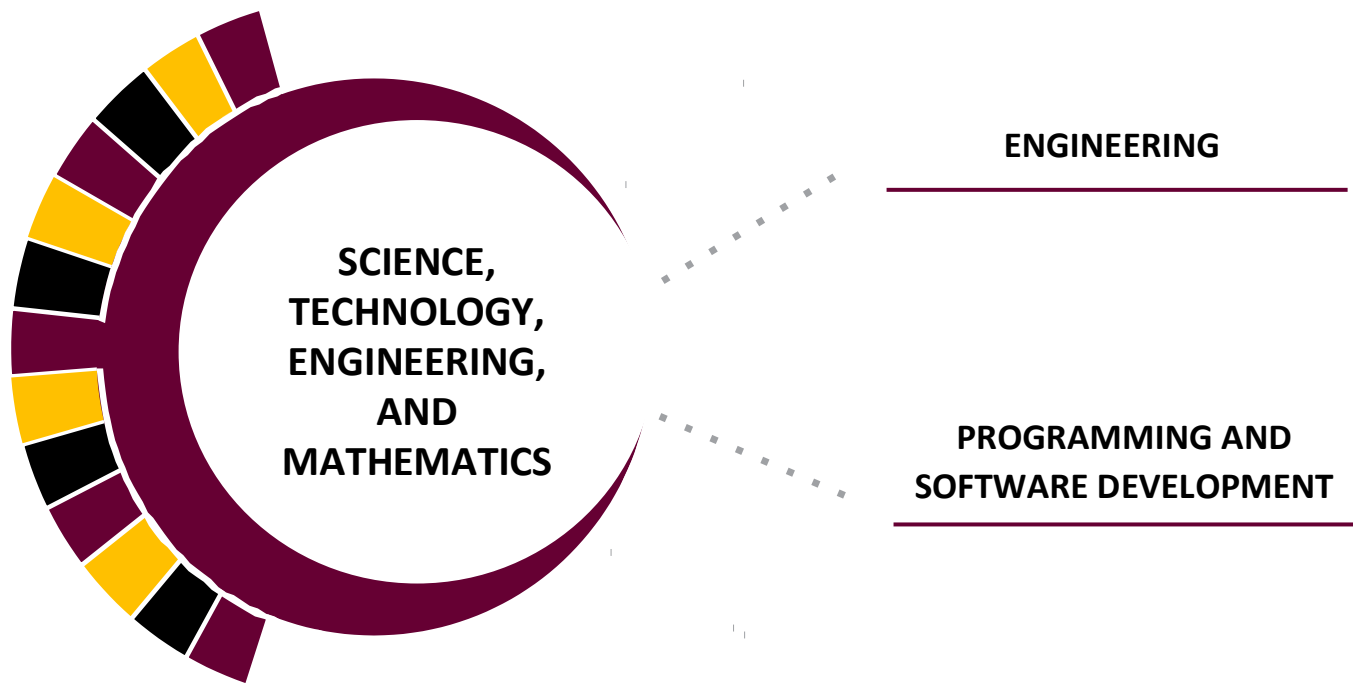 SCIENCE,
TECHNOLOGY,
ENGINEERING,
AND
MATHEMATICS
ENGINEERING
PROGRAMMING AND
SOFTWARE DEVELOPMENT